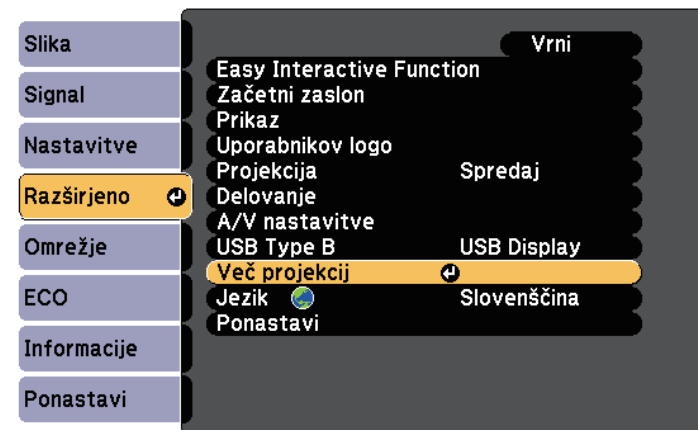 Slika
Signal
Nastavitve
Razširjeno
Omrežje
ECO
Informacije
Ponastavi
Vrni
Easy Interactive Function
Začetni zaslon
Prikaz
Uporabnikov logo
Projekcija Spredaj
Delovanje
A/V nastavitve
USB Type B USB Display
Več projekcij
Jezik Slovenščina
Ponastavi